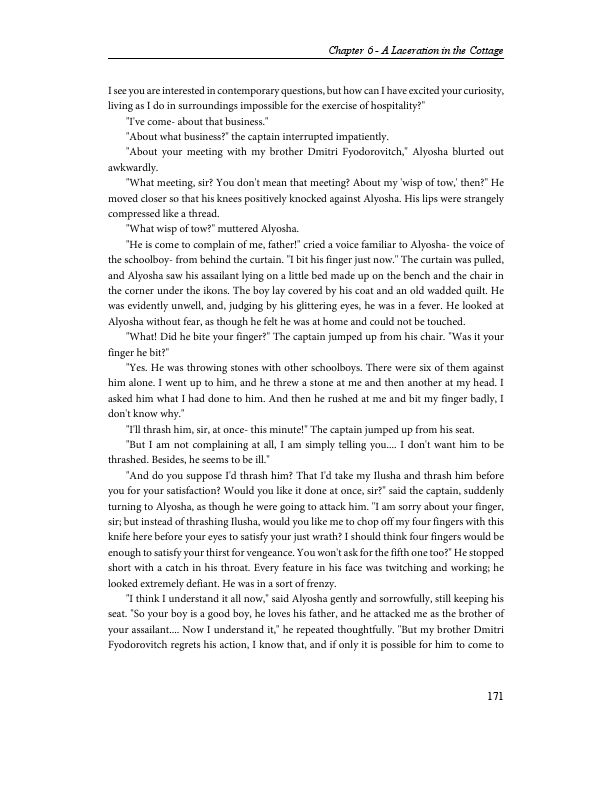 Chapter 6 - A Laceration in the Cottage
I see you are interested in contemporary questions, but how can I have excited your curiosity,
living as I do in surroundings impossible for the exercise of hospitality?"
"I've come- about that business."
"About what business?" the captain interrupted impatiently.
"About your meeting with my brother Dmitri Fyodorovitch," Alyosha blurted out
awkwardly.
"What meeting, sir? You don't mean that meeting? About my 'wisp of tow,' then?" He
moved closer so that his knees positively knocked against Alyosha. His lips were strangely
compressed like a thread.
"What wisp of tow?" muttered Alyosha.
"He is come to complain of me, father!" cried a voice familiar to Alyosha- the voice of
the schoolboy- from behind the curtain. "I bit his finger just now." The curtain was pulled,
and Alyosha saw his assailant lying on a little bed made up on the bench and the chair in
the corner under the ikons. The boy lay covered by his coat and an old wadded quilt. He
was evidently unwell, and, judging by his glittering eyes, he was in a fever. He looked at
Alyosha without fear, as though he felt he was at home and could not be touched.
"What! Did he bite your finger?" The captain jumped up from his chair. "Was it your
finger he bit?"
"Yes. He was throwing stones with other schoolboys. There were six of them against
him alone. I went up to him, and he threw a stone at me and then another at my head. I
asked him what I had done to him. And then he rushed at me and bit my finger badly, I
don't know why."
"I'll thrash him, sir, at once- this minute!" The captain jumped up from his seat.
"But I am not complaining at all, I am simply telling you.... I don't want him to be
thrashed. Besides, he seems to be ill."
"And do you suppose I'd thrash him? That I'd take my Ilusha and thrash him before
you for your satisfaction? Would you like it done at once, sir?" said the captain, suddenly
turning to Alyosha, as though he were going to attack him. "I am sorry about your finger,
sir; but instead of thrashing Ilusha, would you like me to chop off my four fingers with this
knife here before your eyes to satisfy your just wrath? I should think four fingers would be
enough to satisfy your thirst for vengeance. You won't ask for the fifth one too?" He stopped
short with a catch in his throat. Every feature in his face was twitching and working; he
looked extremely defiant. He was in a sort of frenzy.
"I think I understand it all now," said Alyosha gently and sorrowfully, still keeping his
seat. "So your boy is a good boy, he loves his father, and he attacked me as the brother of
your assailant.... Now I understand it," he repeated thoughtfully. "But my brother Dmitri
Fyodorovitch regrets his action, I know that, and if only it is possible for him to come to
171